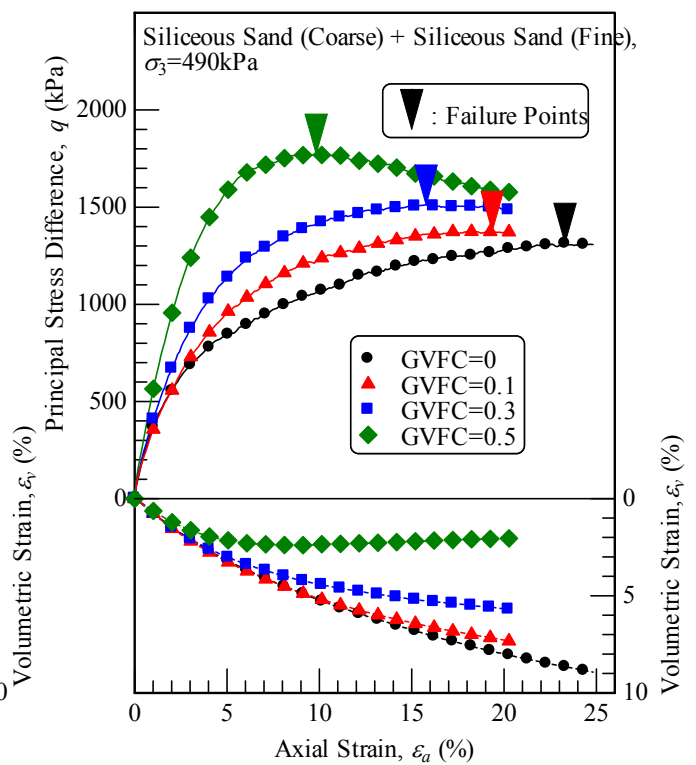 Siliceous Sand (Coarse) + Siliceous Sand (Fine),
σ3=490kPa
: Failure Points
Principal Stress Difference, q (kPa)
2000
1500
1000
500
0
GVFC=0
GVFC=0.1
GVFC=0.3
GVFC=0.5
Volumetric Strain, εv (%)
0
0
5
10
Volumetric Strain, εv (%)
0 5 10 15 20 25
Axial Strain, εa (%)